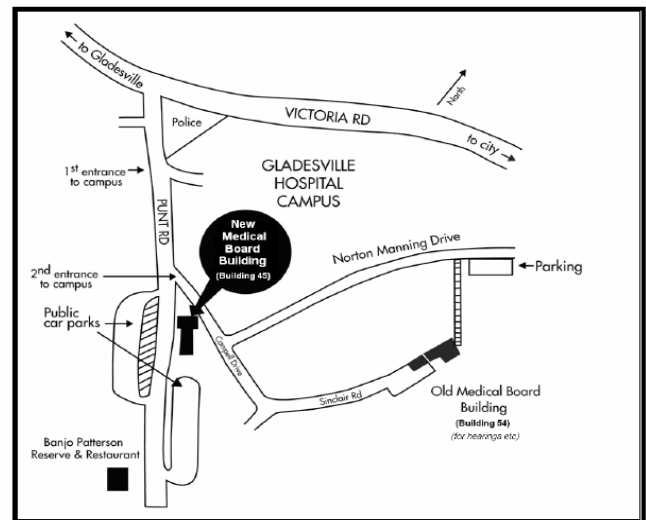 to Gladesville
North
Police
VICTORIA RD
to city
1st entrance
to campus
GLADESVILLE
HOSPITAL
CAMPUS
PUNT RD
New
Medical
Board
Building
(Building 45)
Norton Manning Drive
Parking
2nd entrance
to campus
Public
car parks
Campell Drive
Sinclair Rd
Old Medical Board
Building
(Building 54)
(for hearings etc)
Banjo Patterson
Reserve & Restaurant